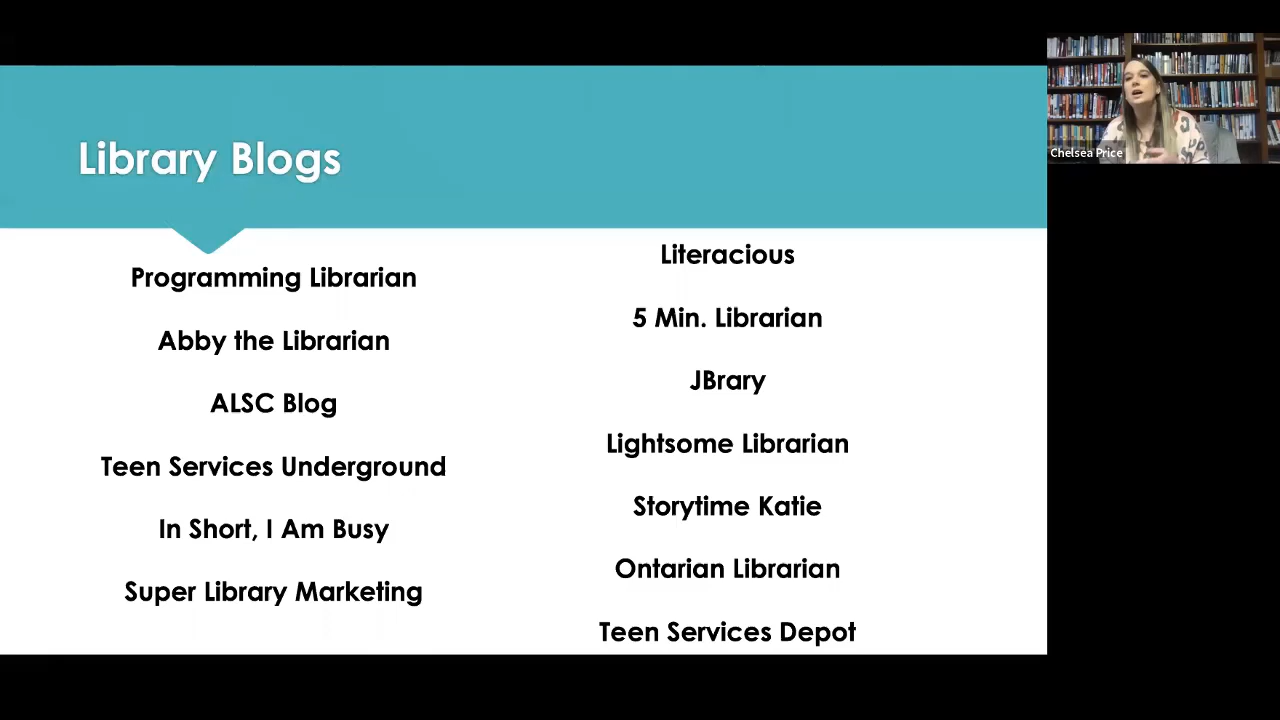 Library Blogs
Programming Librarian
Abby the Librarian
ALSC Blog
Teen Services Underground
In Short, I Am Busy
Super Library Marketing
Literacious
5 Min. Librarian
JBrary
Lightsome Librarian
Storytime Katie
Ontarian Librarian
Teen Services Depot
Chelsea Price